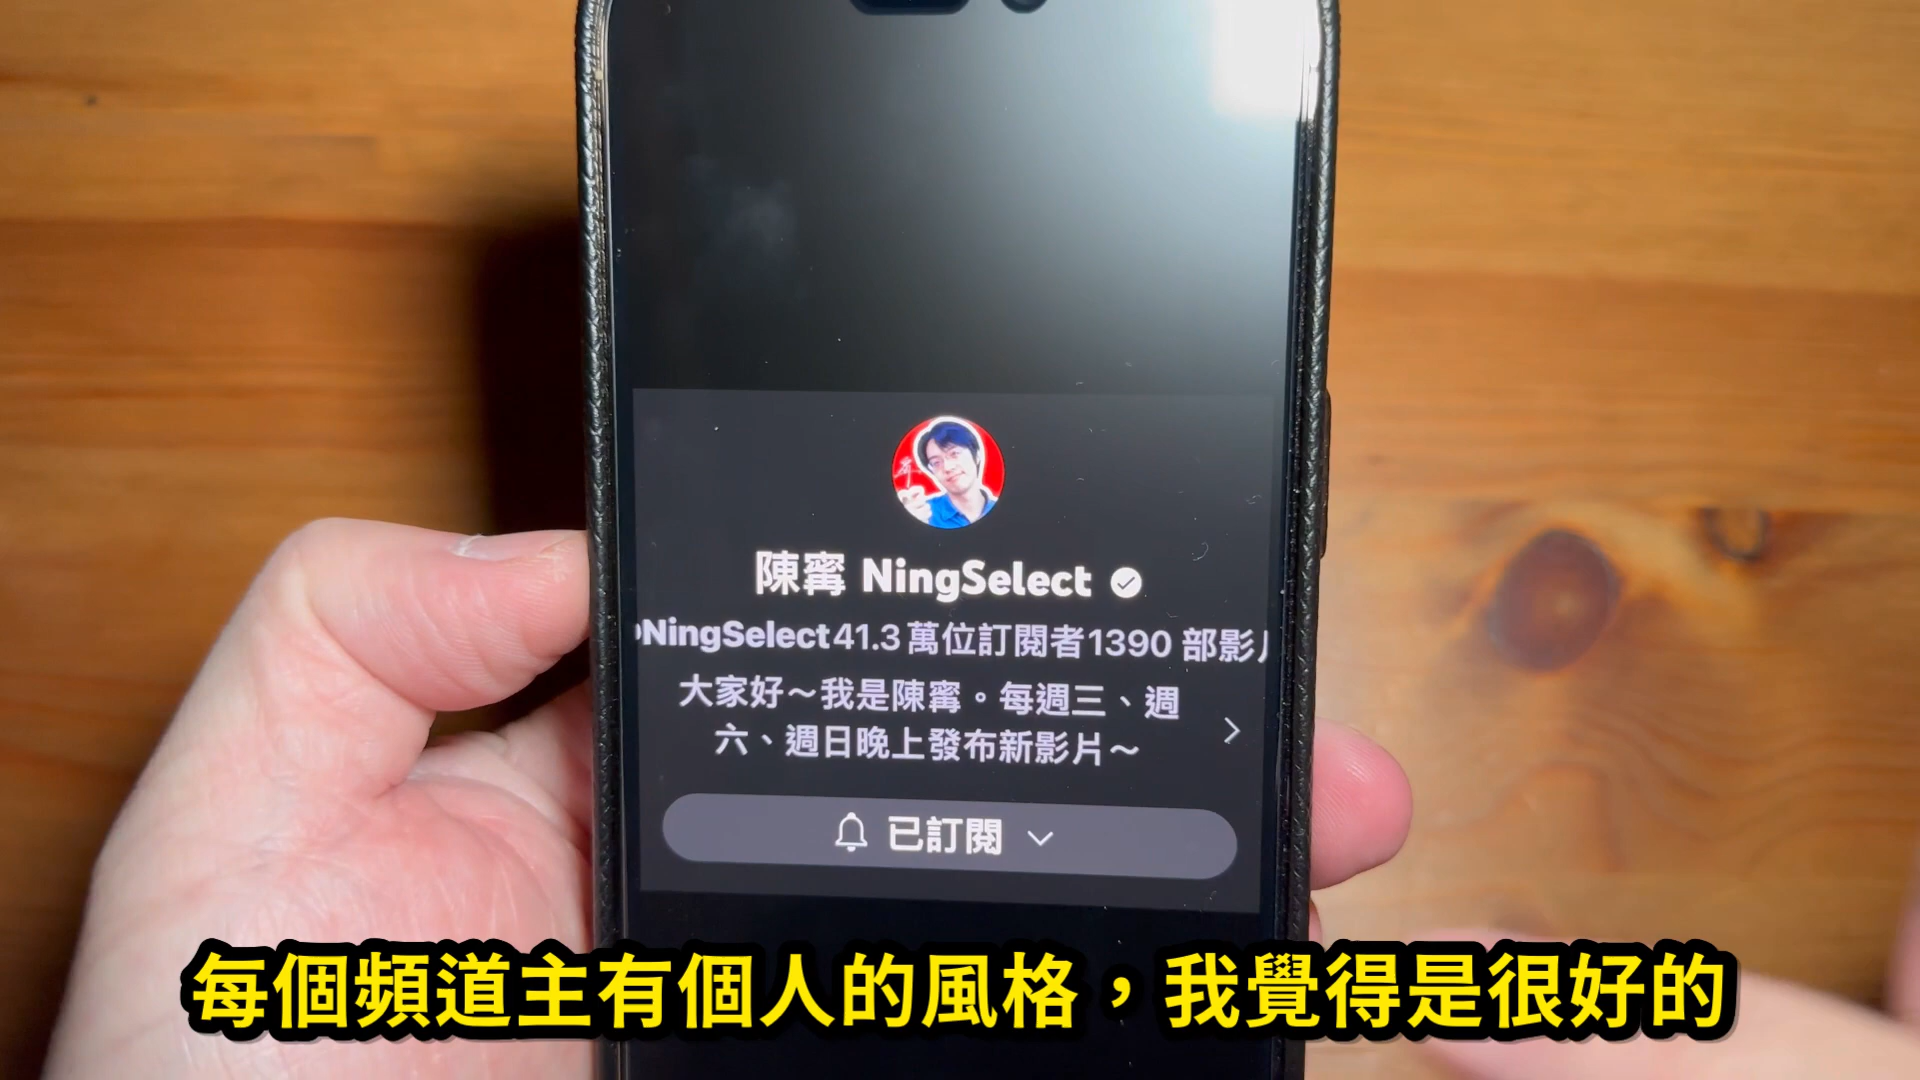 陳寗 NingSelect
NingSelect 41.3 萬位訂閱者 1390 部影
大家好～我是陳寗。每週三、週
六、週日晚上發布新影片～
已訂閱
每個頻道主有個人的風格，我覺得是很好的